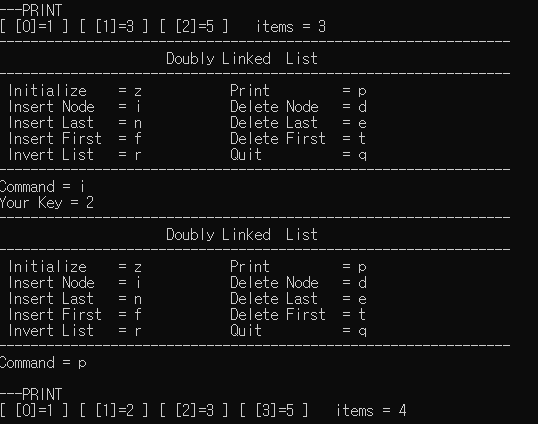 ---PRINT
[ [0]=1 ] [ [1]=3 ] [ [2]=5 ]   items = 3
----------------------------------------------------------------
                     Doubly Linked  List
----------------------------------------------------------------
 Initialize    = z           Print         = p
 Insert Node   = i           Delete Node   = d
 Insert Last   = n           Delete Last   = e
 Insert First  = f           Delete First  = t
 Invert List   = r           Quit          = q
----------------------------------------------------------------
Command = i
Your Key = 2
----------------------------------------------------------------
                     Doubly Linked  List
----------------------------------------------------------------
 Initialize    = z           Print         = p
 Insert Node   = i           Delete Node   = d
 Insert Last   = n           Delete Last   = e
 Insert First  = f           Delete First  = t
 Invert List   = r           Quit          = q
----------------------------------------------------------------
Command = p
---PRINT
[ [0]=1 ] [ [1]=2 ] [ [2]=3 ] [ [3]=5 ]   items = 4